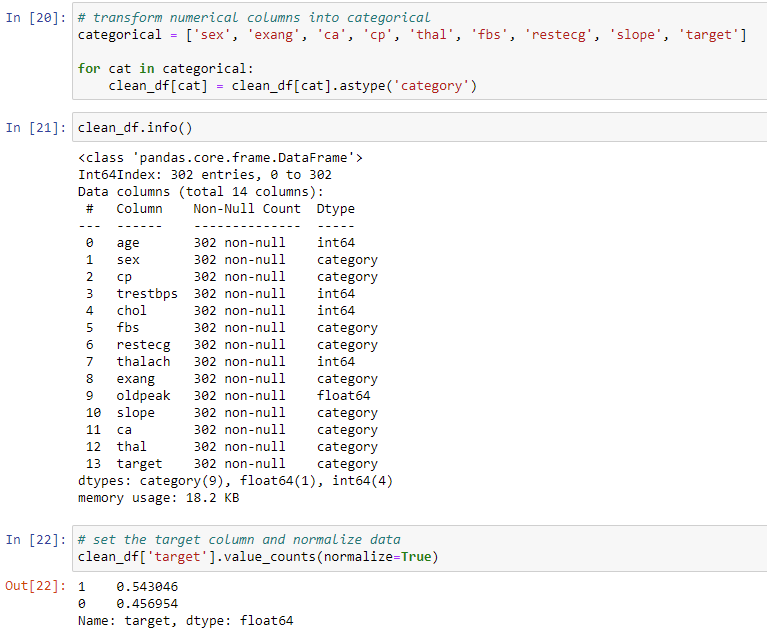 In [20]: # transform numerical columns into categorical
categorical = ['sex', 'exang', 'ca', 'cp', 'thal', 'fbs', 'restecg', 'slope', 'target']
for cat in categorical:
    clean_df[cat] = clean_df[cat].astype('category')
In [21]: clean_df.info()
<class 'pandas.core.frame.DataFrame'>
Int64Index: 302 entries, 0 to 302
Data columns (total 14 columns):
 #   Column    Non-Null Count  Dtype
---  ------    --------------  -----
 0   age       302 non-null    int64
 1   sex       302 non-null    category
 2   cp        302 non-null    category
 3   trestbps  302 non-null    int64
 4   chol      302 non-null    int64
 5   fbs       302 non-null    category
 6   restecg   302 non-null    category
 7   thalach   302 non-null    int64
 8   exang     302 non-null    category
 9   oldpeak   302 non-null    float64
 10  slope     302 non-null    category
 11  ca        302 non-null    category
 12  thal      302 non-null    category
 13  target    302 non-null    category
dtypes: category(9), float64(1), int64(4)
memory usage: 18.2 KB
In [22]: # set the target column and normalize data
clean_df['target'].value_counts(normalize=True)
Out[22]: 1    0.543046
0    0.456954
Name: target, dtype: float64